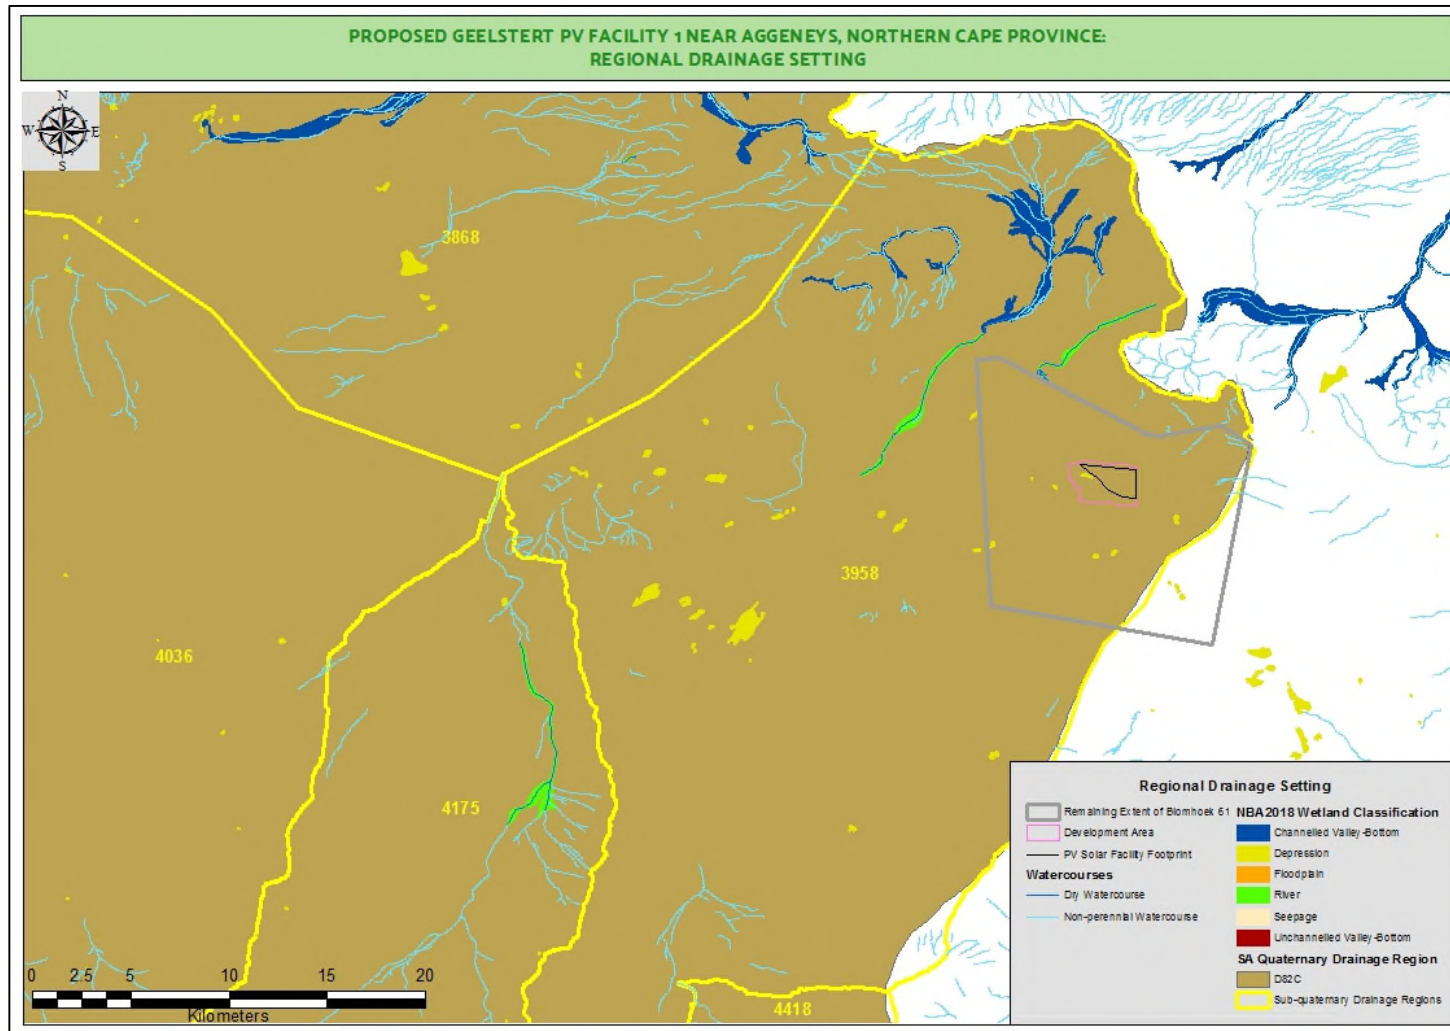 PROPOSED GEELSTERT PV FACILITY 1 NEAR AGGENEYS, NORTHERN CAPE PROVINCE:
REGIONAL DRAINAGE SETTING
N
W E
S
3868
3958
4036
4175
4418
0 2.5 5 10 15 20
Kilometers
Regional Drainage Setting
Remaining Extent of Blomhoek 61
Development Area
PV Solar Facility Footprint
Watercourses
Dry Watercourse
Non-perennial Watercourse
NBA2018 Wetland Classification
Channelled Valley-Bottom
Depression
Floodplain
River
Seepage
Unchannelled Valley-Bottom
SA Quaternary Drainage Region
D82C
Sub-quaternary Drainage Regions